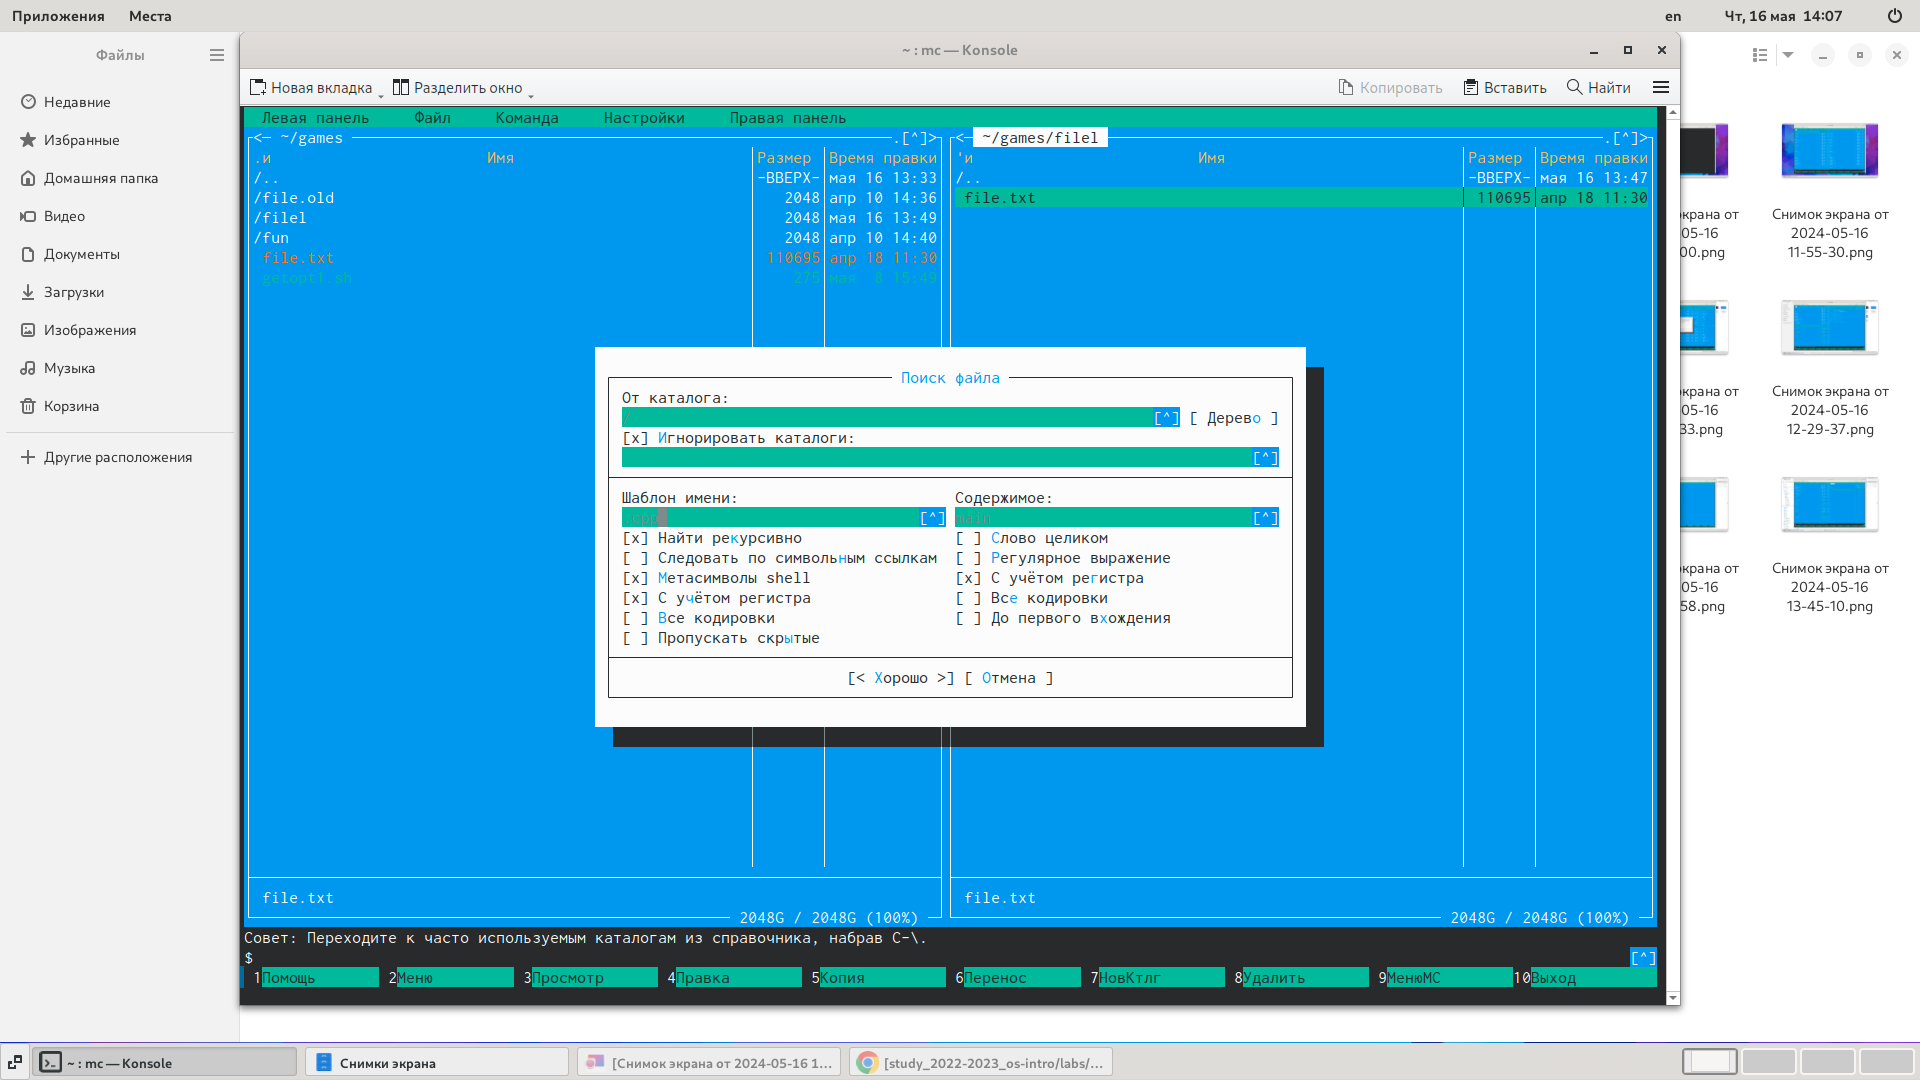 Приложения Места en Чт, 16 мая 14:07
Файлы
Недавние
Избранные
Домашняя папка
Видео
Документы
Загрузки
Изображения
Музыка
Корзина
Другие расположения
~ : mc — Konsole
Новая вкладка Разделить окно Копировать Вставить Найти
Левая панель Файл Команда Настройки Правая панель
<─ ~/games .[^]> <─ ~/games/file1 .[^]>
.и Имя Размер Время правки 'и Имя Размер Время правки
/.. -ВВЕРХ- мая 16 13:33 /.. -ВВЕРХ- мая 16 13:47
/file.old 2048 апр 10 14:36 file.txt 110695 апр 18 11:30
/file1 2048 мая 16 13:49
/fun 2048 апр 10 14:40
file.txt 110695 апр 18 11:30
getopt1.sh 275 мая 8 15:49
Поиск файла
От каталога:
[^] [ Дерево ]
[x] Игнорировать каталоги:
[^]
Шаблон имени: Содержимое:
[^] main [^]
[x] Найти рекурсивно [ ] Слово целиком
[ ] Следовать по символьным ссылкам [ ] Регулярное выражение
[x] Метасимволы shell [x] С учётом регистра
[x] С учётом регистра [ ] Все кодировки
[ ] Все кодировки [ ] До первого вхождения
[ ] Пропускать скрытые
[< Хорошо >] [ Отмена ]
file.txt file.txt
2048G / 2048G (100%) 2048G / 2048G (100%)
Совет: Переходите к часто используемым каталогам из справочника, набрав C-\.
$ [^]
1Помощь 2Меню 3Просмотр 4Правка 5Копия 6Перенос 7НовКтлг 8Удалить 9МенюМС 10Выход
05-16
00.png
Снимок экрана от
2024-05-16
11-55-30.png
05-16
33.png
Снимок экрана от
2024-05-16
12-29-37.png
05-16
58.png
Снимок экрана от
2024-05-16
13-45-10.png
~ : mc — Konsole Снимки экрана [Снимок экрана от 2024-05-16 1... [study_2022-2023_os-intro/labs/...